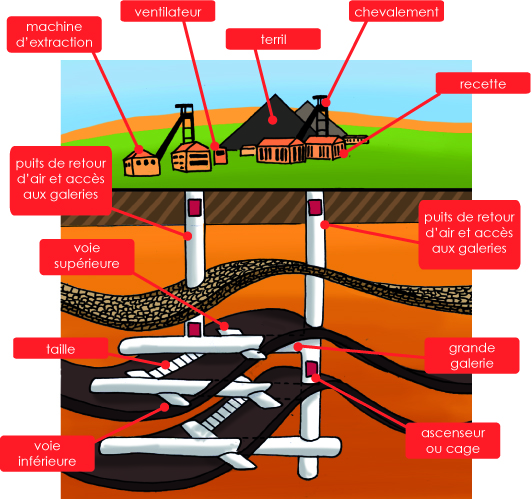 machine
d'extraction
ventilateur
terril
chevalement
recette
puits de retour
d'air et accès
aux galeries
puits de retour
d'air et accès
aux galeries
voie
supérieure
taille
grande
galerie
voie
inférieure
ascenseur
ou cage